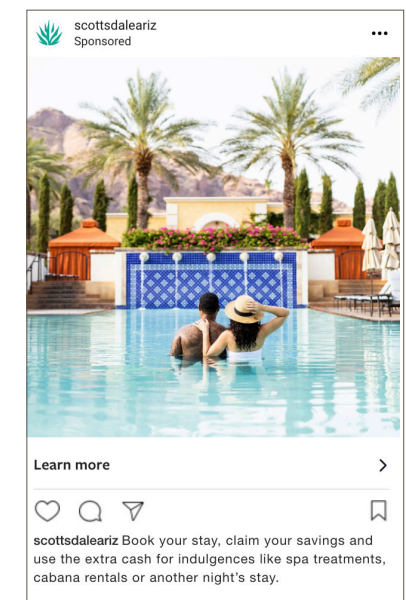 scottsdaleariz
Sponsored
Learn more
scottsdaleariz Book your stay, claim your savings and
use the extra cash for indulgences like spa treatments,
cabana rentals or another night's stay.